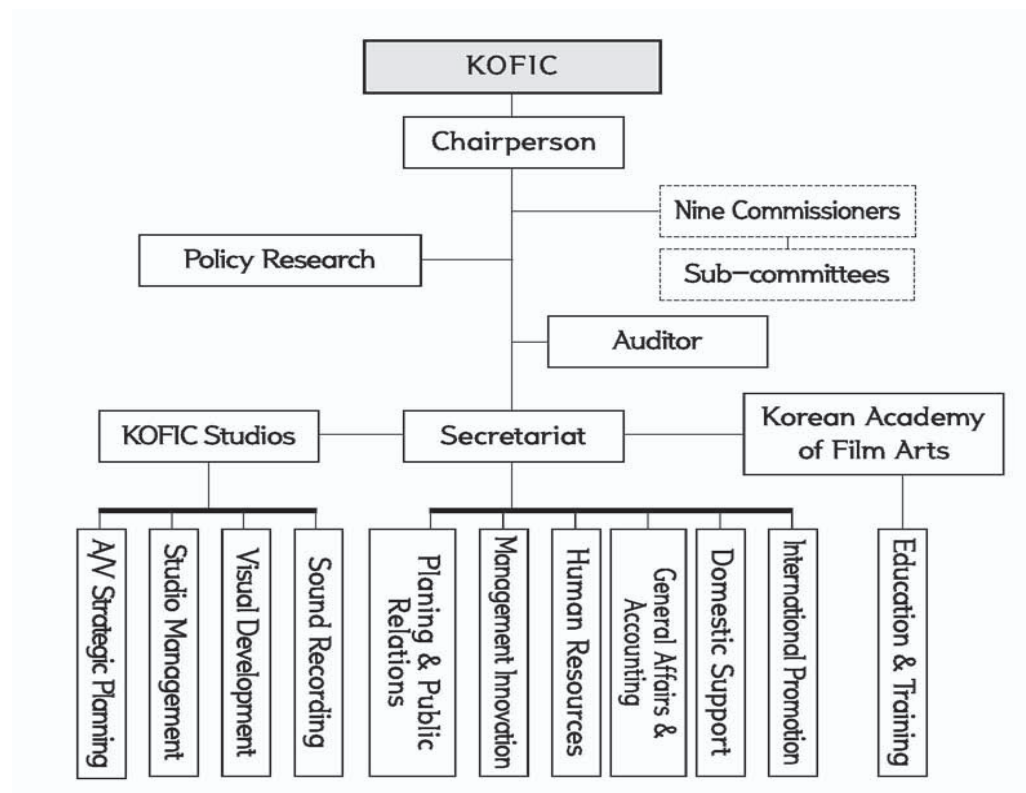 KOFIC
Chairperson
Nine Commissioners
Policy Research
Sub-committees
Auditor
KOFIC Studios
Secretariat
Korean Academy
of Film Arts
A/V Strategic Planning
Studio Management
Visual Development
Sound Recording
Planing & Public
Relations
Management Innovation
Human Resources
General Affairs &
Accounting
Domestic Support
International Promotion
Education & Training